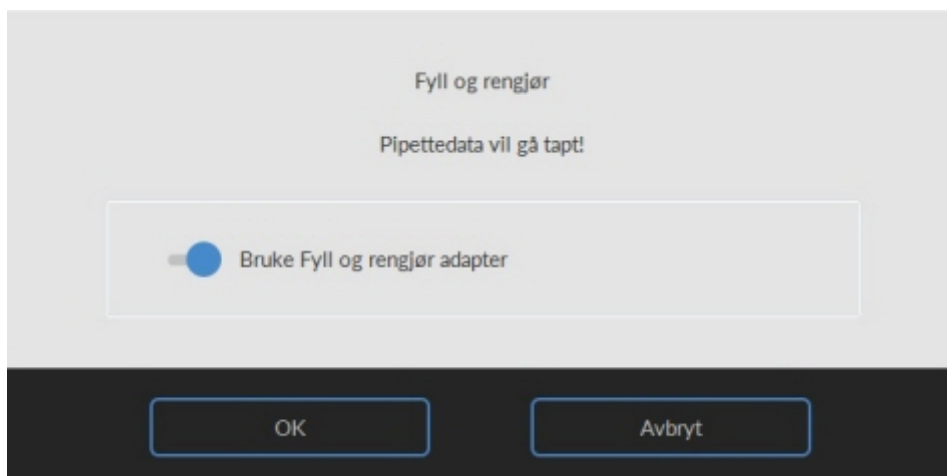 Fyll og rengjør
Pipettedata vil gå tapt!
Bruke Fyll og rengjør adapter
OK
Avbryt